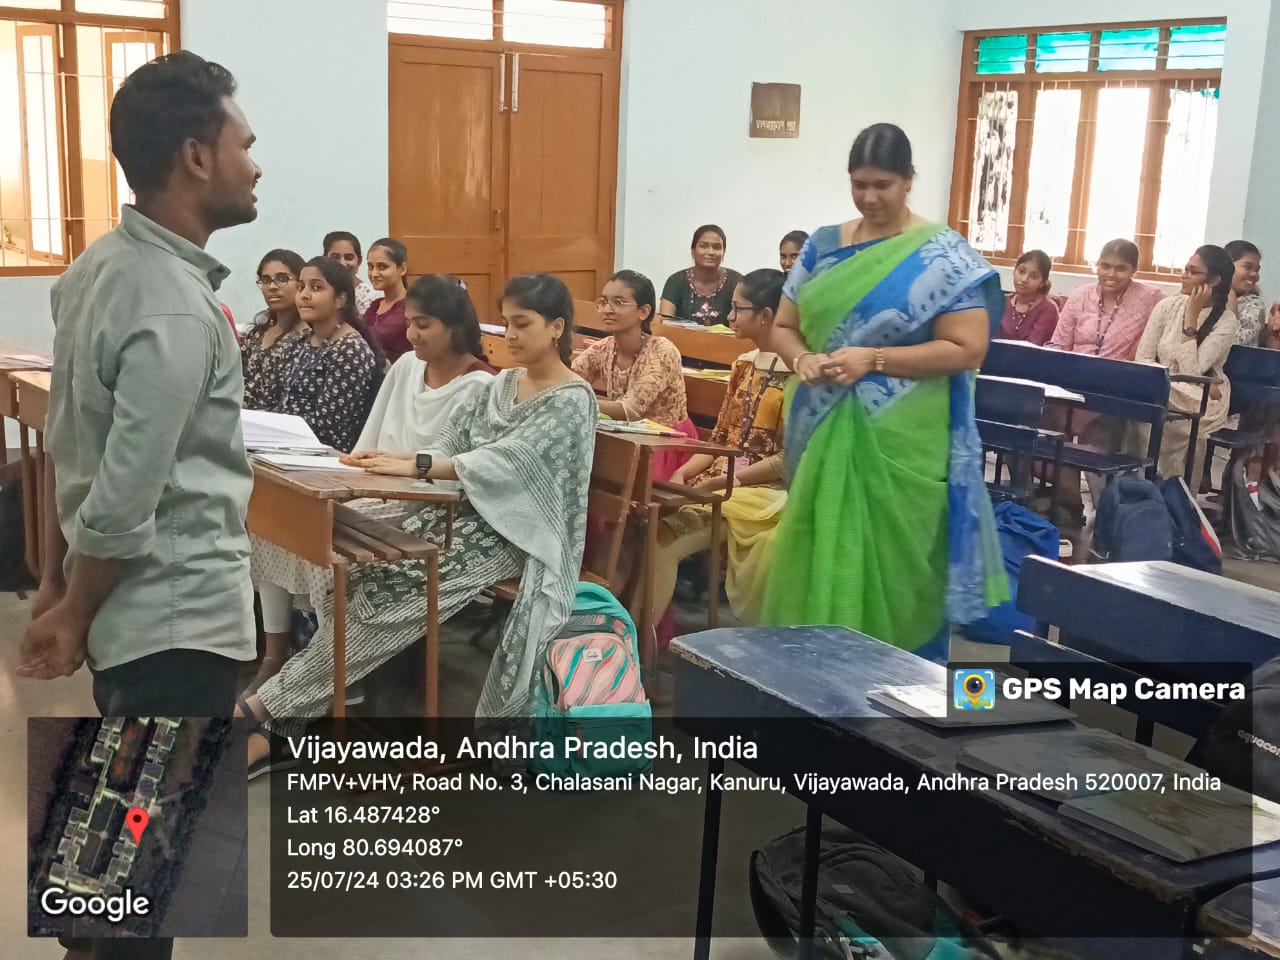 GPS Map Camera
Vijayawada, Andhra Pradesh, India
FMPV+VHV, Road No. 3, Chalasani Nagar, Kanuru, Vijayawada, Andhra Pradesh 520007, India
Lat 16.487428°
Long 80.694087°
25/07/24 03:26 PM GMT +05:30
Google